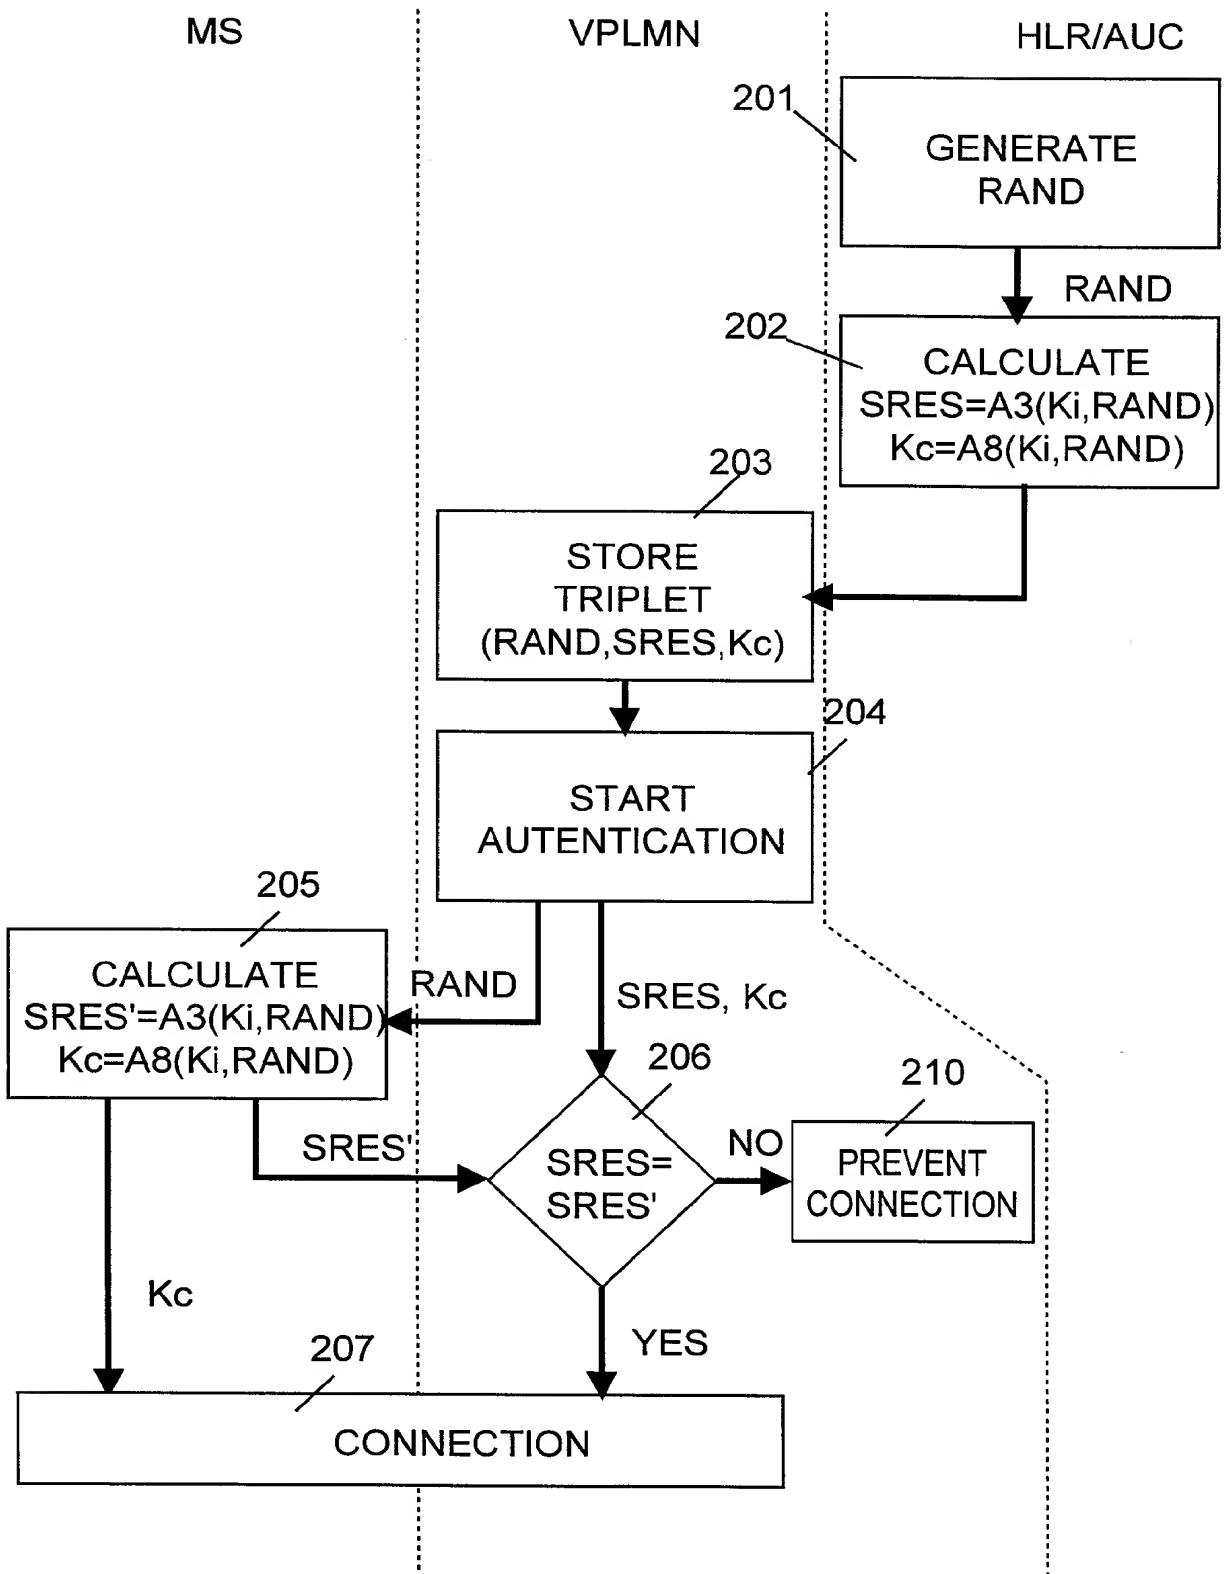 MS
VPLMN
HLR/AUC
201
GENERATE
RAND
RAND
202
CALCULATE
SRES=A3(Ki,RAND)
Kc=A8(Ki,RAND)
203
STORE
TRIPLET
(RAND,SRES,Kc)
204
START
AUTENTICATION
205
CALCULATE
SRES'=A3(Ki,RAND)
Kc=A8(Ki,RAND)
RAND
SRES, Kc
206
SRES=
SRES'
SRES'
NO
210
PREVENT
CONNECTION
Kc
YES
207
CONNECTION